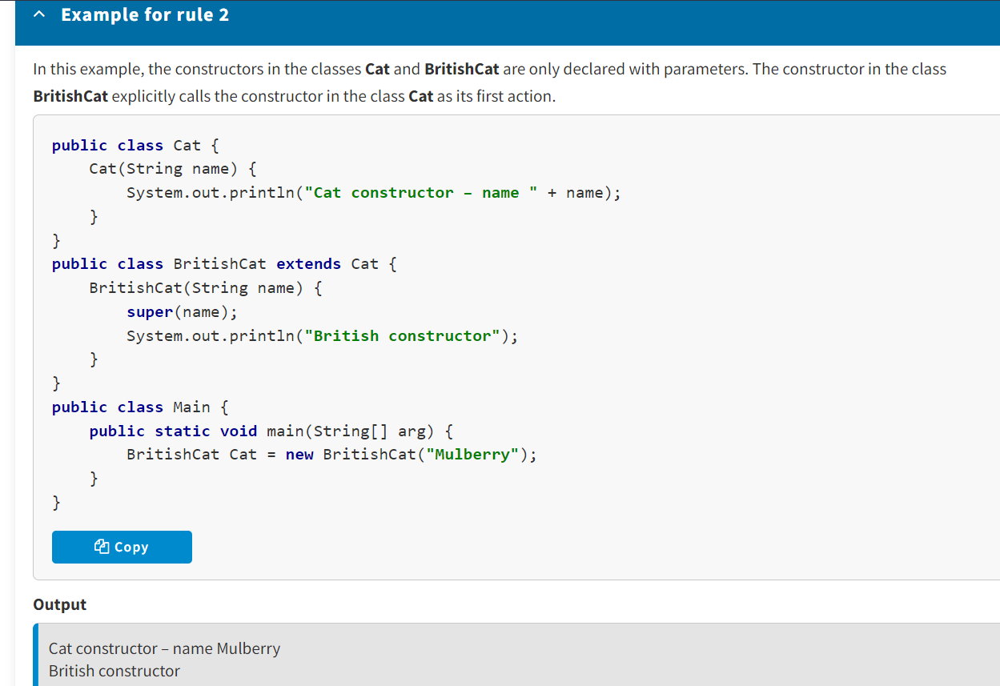 Example for rule 2
In this example, the constructors in the classes Cat and BritishCat are only declared with parameters. The constructor in the class
BritishCat explicitly calls the constructor in the class Cat as its first action.
public class Cat {
    Cat(String name) {
        System.out.println("Cat constructor – name " + name);
    }
}
public class BritishCat extends Cat {
    BritishCat(String name) {
        super(name);
        System.out.println("British constructor");
    }
}
public class Main {
    public static void main(String[] arg) {
        BritishCat Cat = new BritishCat("Mulberry");
    }
}
Copy
Output
Cat constructor – name Mulberry
British constructor